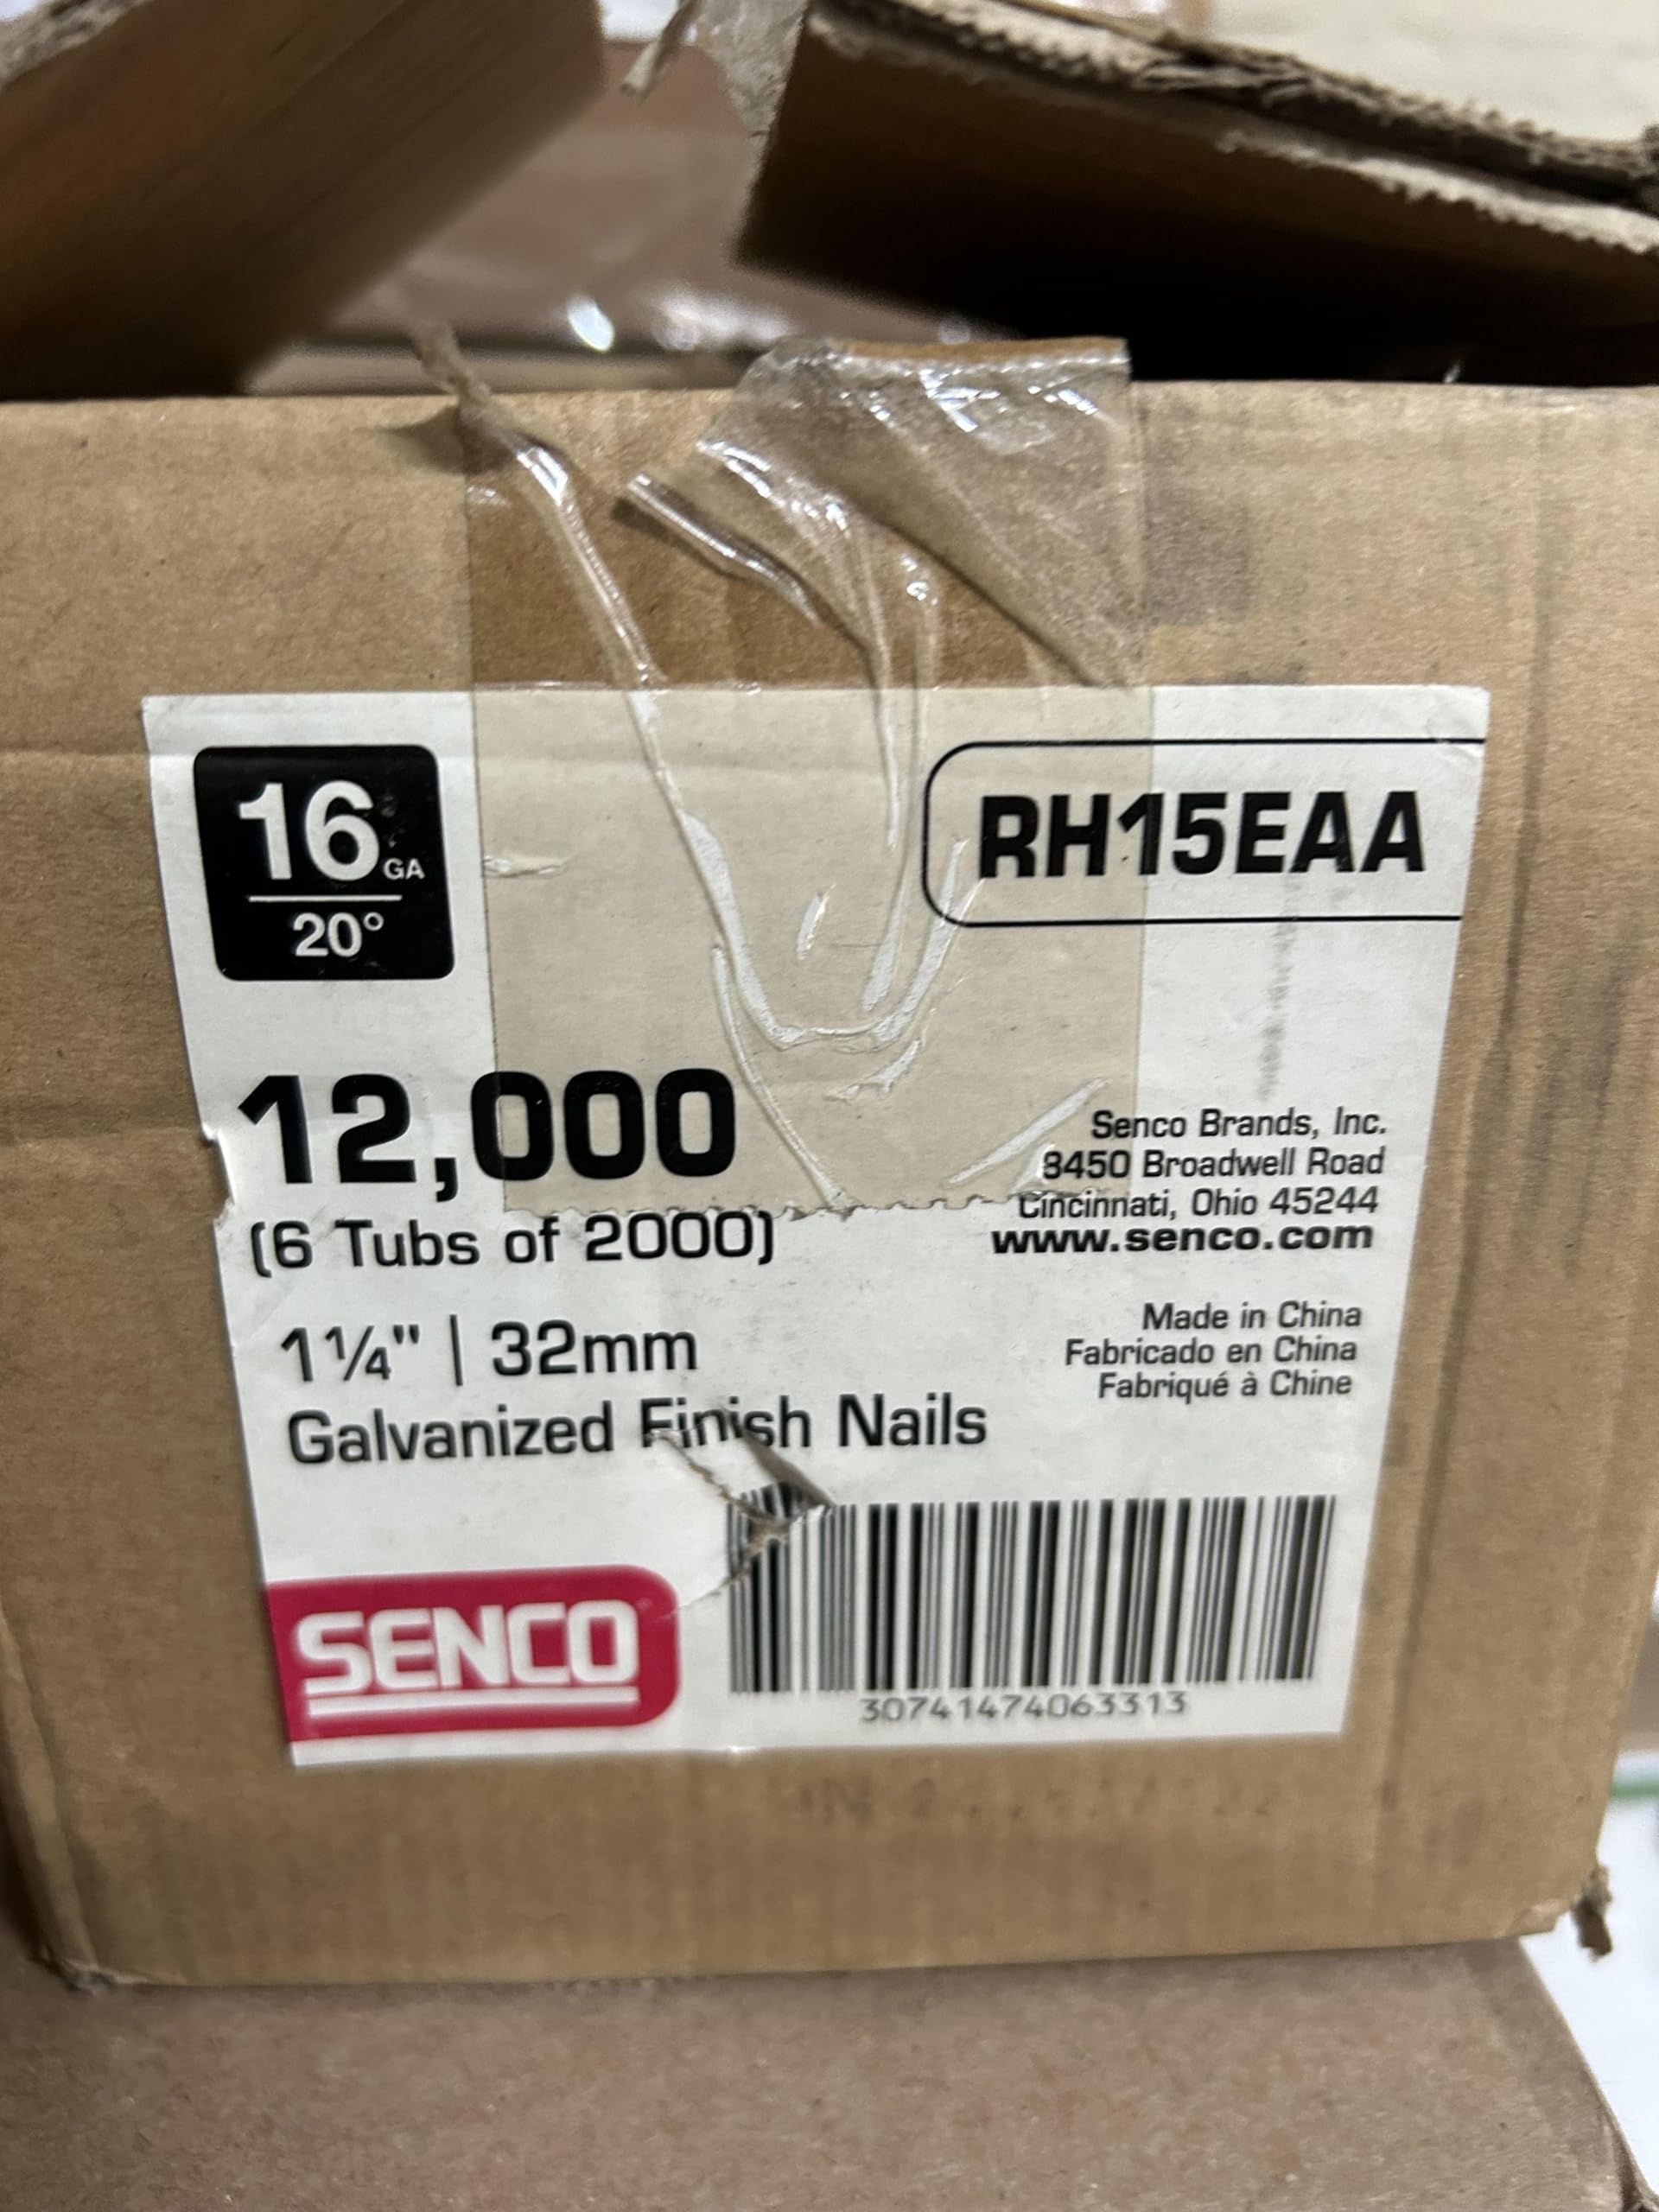 16 GA
20°
RH15EAA
12,000
(6 Tubs of 2000)
1¼" | 32mm
Galvanized Finish Nails
Senco Brands, Inc.
8450 Broadwell Road
Cincinnati, Ohio 45244
www.senco.com
Made in China
Fabricado en China
Fabriqué à Chine
SENCO
30741474063313